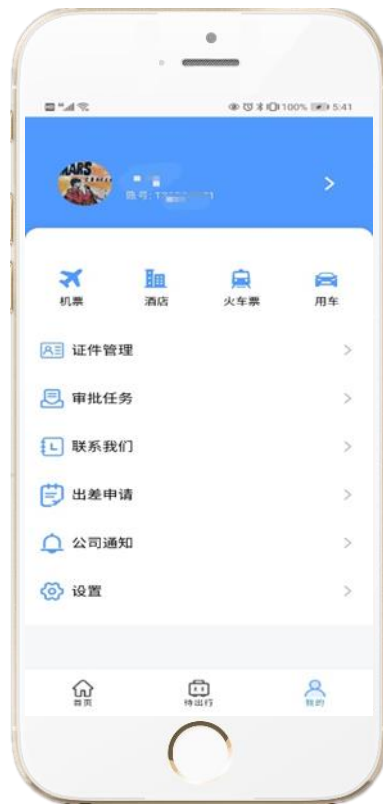 100% 5:41
账号:
机票 酒店 火车票 用车
证件管理
审批任务
联系我们
出差申请
公司通知
设置
首页 待出行 我的